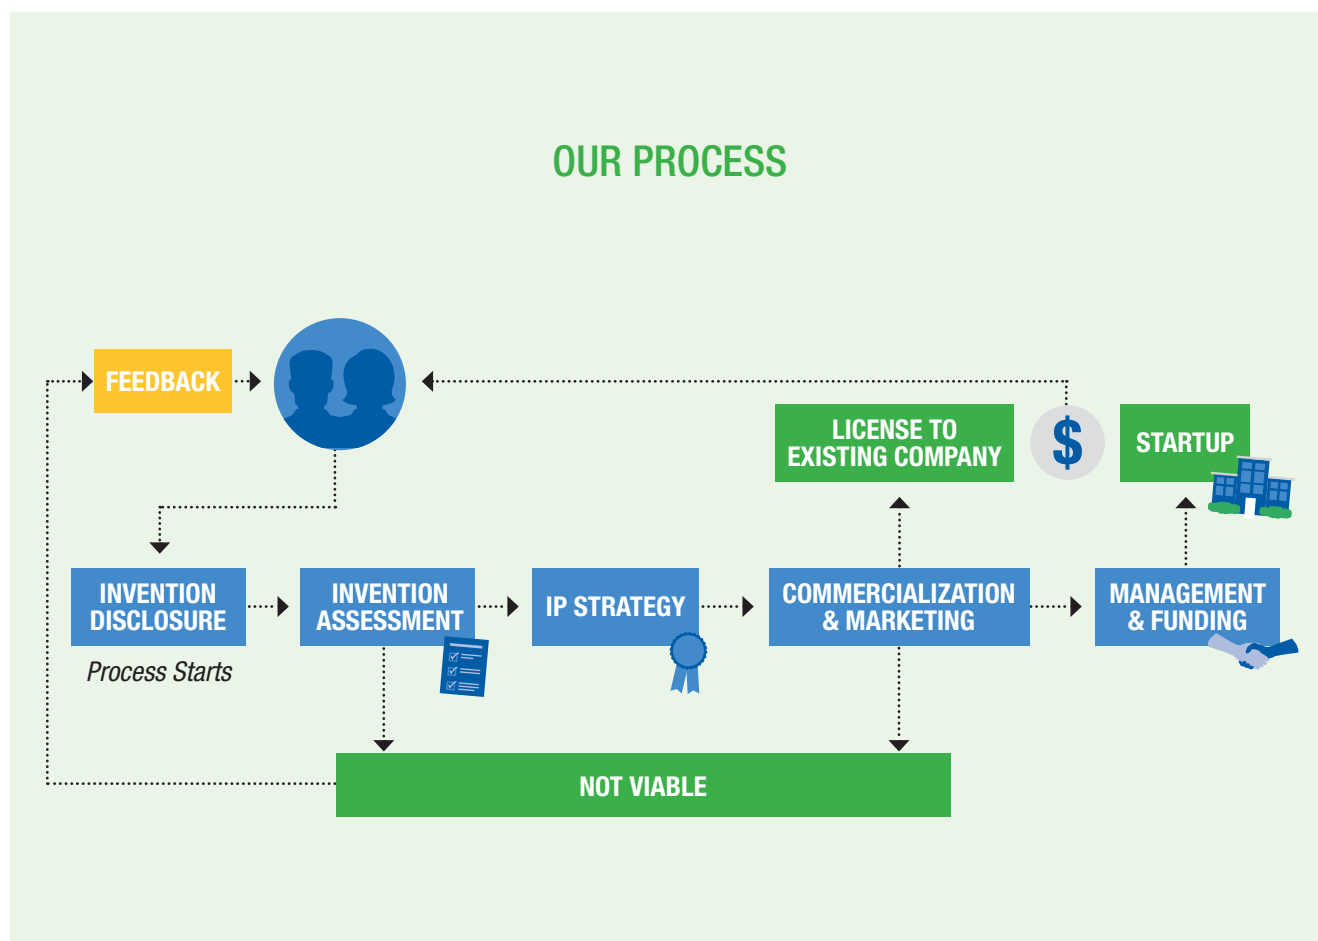 OUR PROCESS
FEEDBACK
LICENSE TO
EXISTING COMPANY
$
STARTUP
INVENTION
DISCLOSURE
INVENTION
ASSESSMENT
IP STRATEGY
COMMERCIALIZATION
& MARKETING
MANAGEMENT
& FUNDING
Process Starts
NOT VIABLE